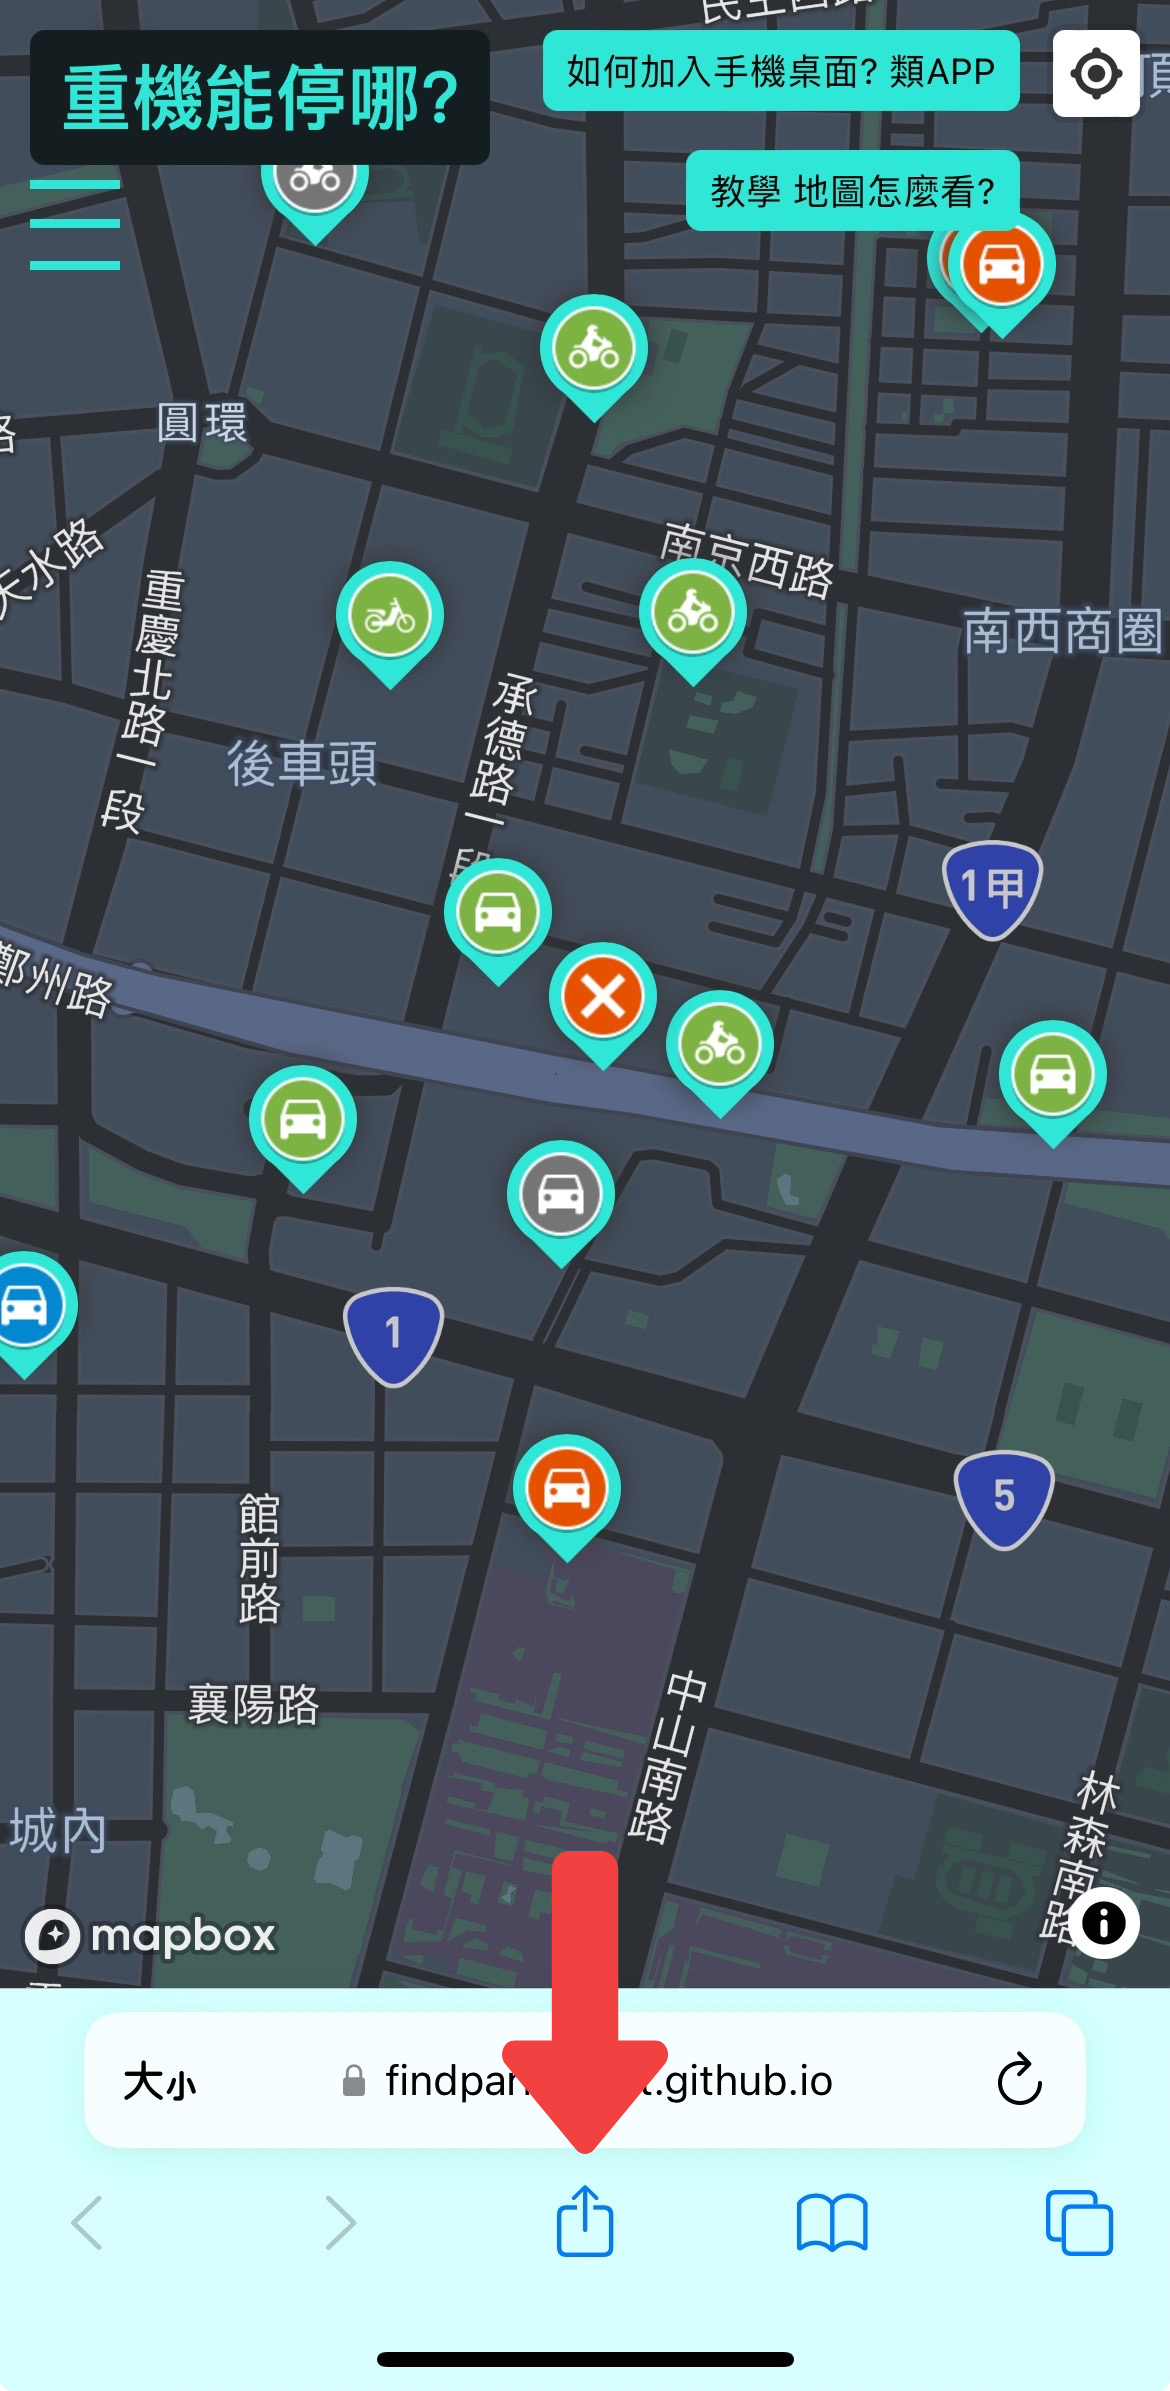 民生西路
重機能停哪?
如何加入手機桌面? 類APP
教學 地圖怎麼看?
圓環
天水路
南京西路
南西商圈
重慶北路一段
承德路一段
後車頭
1甲
鄭州路
1
5
館前路
襄陽路
中山南路
林森南路
城內
mapbox
大小
.github.io